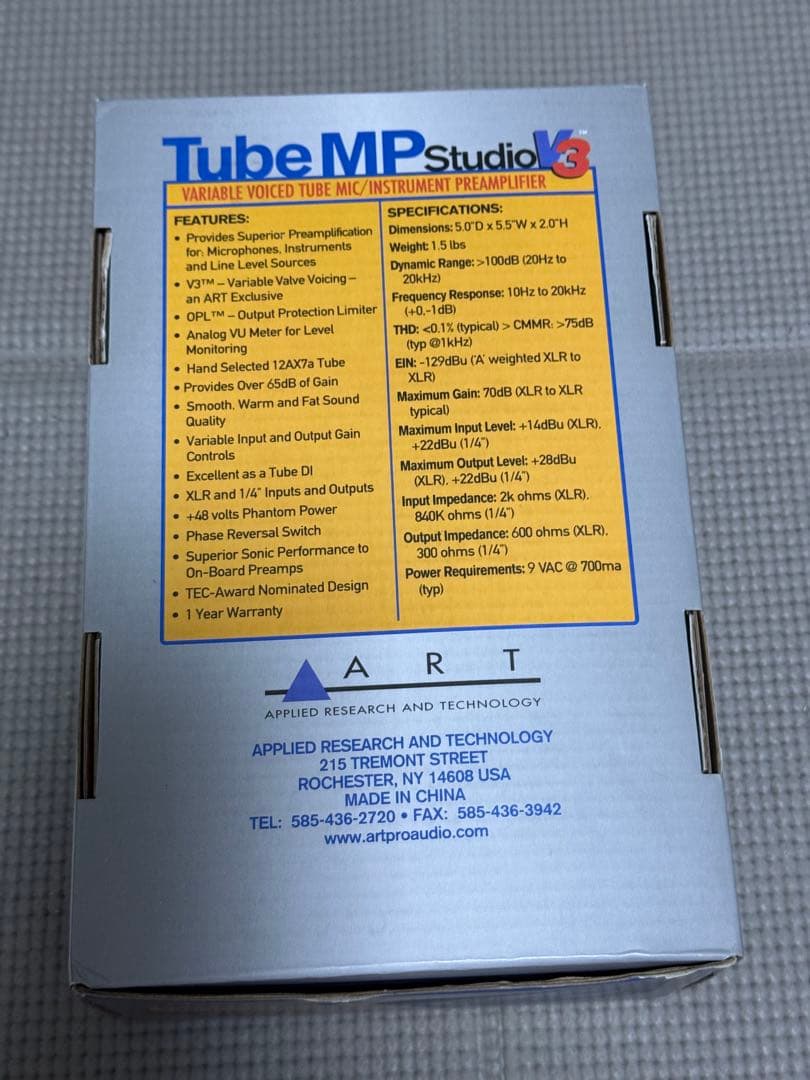 Tube MP Studio V3™
VARIABLE VOICED TUBE MIC/INSTRUMENT PREAMPLIFIER
FEATURES:
• Provides Superior Preamplification
for: Microphones, Instruments
and Line Level Sources
• V3™ – Variable Valve Voicing –
an ART Exclusive
• OPL™ – Output Protection Limiter
• Analog VU Meter for Level
Monitoring
• Hand Selected 12AX7a Tube
• Provides Over 65dB of Gain
• Smooth, Warm and Fat Sound
Quality
• Variable Input and Output Gain
Controls
• Excellent as a Tube DI
• XLR and 1/4" Inputs and Outputs
• +48 volts Phantom Power
• Phase Reversal Switch
• Superior Sonic Performance to
On-Board Preamps
• TEC-Award Nominated Design
• 1 Year Warranty
SPECIFICATIONS:
Dimensions: 5.0"D x 5.5"W x 2.0"H
Weight: 1.5 lbs
Dynamic Range: >100dB (20Hz to
20kHz)
Frequency Response: 10Hz to 20kHz
(+0,-1dB)
THD: <0.1% (typical) > CMMR: >75dB
(typ @1kHz)
EIN: -129dBu ('A' weighted XLR to
XLR)
Maximum Gain: 70dB (XLR to XLR
typical)
Maximum Input Level: +14dBu (XLR),
+22dBu (1/4")
Maximum Output Level: +28dBu
(XLR), +22dBu (1/4")
Input Impedance: 2k ohms (XLR),
840K ohms (1/4")
Output Impedance: 600 ohms (XLR),
300 ohms (1/4")
Power Requirements: 9 VAC @ 700ma
(typ)
ART
APPLIED RESEARCH AND TECHNOLOGY
APPLIED RESEARCH AND TECHNOLOGY
215 TREMONT STREET
ROCHESTER, NY 14608 USA
MADE IN CHINA
TEL: 585-436-2720 • FAX: 585-436-3942
www.artproaudio.com